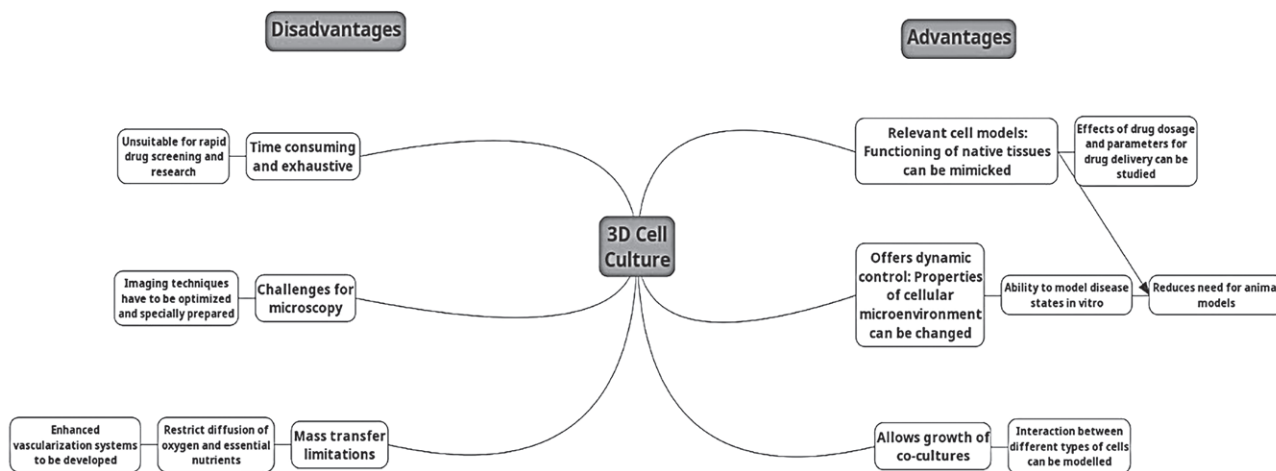 Disadvantages
Advantages
Unsuitable for rapid
drug screening and
research
Time consuming
and exhaustive
Relevant cell models:
Functioning of native tissues
can be mimicked
Effects of drug dosage
and parameters for
drug delivery can be
studied
3D Cell
Culture
Imaging techniques
have to be optimized
and specially prepared
Challenges for
microscopy
Offers dynamic
control: Properties
of cellular
microenvironment
can be changed
Ability to model disease
states in vitro
Reduces need for anima
models
Enhanced
vascularization systems
to be developed
Restrict diffusion of
oxygen and essential
nutrients
Mass transfer
limitations
Allows growth of
co-cultures
Interaction between
different types of cells
can be modelled